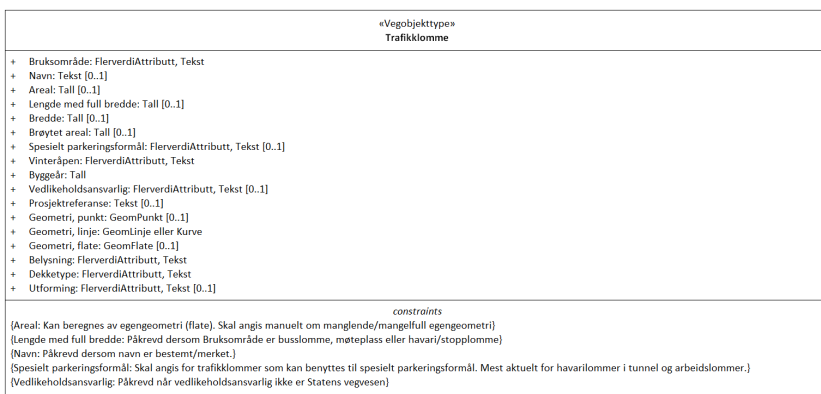 «Vegobjekttype»
Trafikklomme
+ Bruksområde: FlerverdiAttributt, Tekst
+ Navn: Tekst [0..1]
+ Areal: Tall [0..1]
+ Lengde med full bredde: Tall [0..1]
+ Bredde: Tall [0..1]
+ Brøytet areal: Tall [0..1]
+ Spesielt parkeringsformål: FlerverdiAttributt, Tekst [0..1]
+ Vinteråpen: FlerverdiAttributt, Tekst
+ Byggeår: Tall
+ Vedlikeholdsansvarlig: FlerverdiAttributt, Tekst [0..1]
+ Prosjektreferanse: Tekst [0..1]
+ Geometri, punkt: GeomPunkt [0..1]
+ Geometri, linje: GeomLinje eller Kurve
+ Geometri, flate: GeomFlate [0..1]
+ Belysning: FlerverdiAttributt, Tekst
+ Dekketype: FlerverdiAttributt, Tekst
+ Utforming: FlerverdiAttributt, Tekst [0..1]
constraints
{Areal: Kan beregnes av egengeometri (flate). Skal angis manuelt om manglende/mangelfull egengeometri}
{Lengde med full bredde: Påkrevd dersom Bruksområde er busslomme, møteplass eller havari/stopplomme}
{Navn: Påkrevd dersom navn er bestemt/merket.}
{Spesielt parkeringsformål: Skal angis for trafikklommer som kan benyttes til spesielt parkeringsformål. Mest aktuelt for havarilommer i tunnel og arbeidslommer.}
{Vedlikeholdsansvarlig: Påkrevd når vedlikeholdsansvarlig ikke er Statens vegvesen}